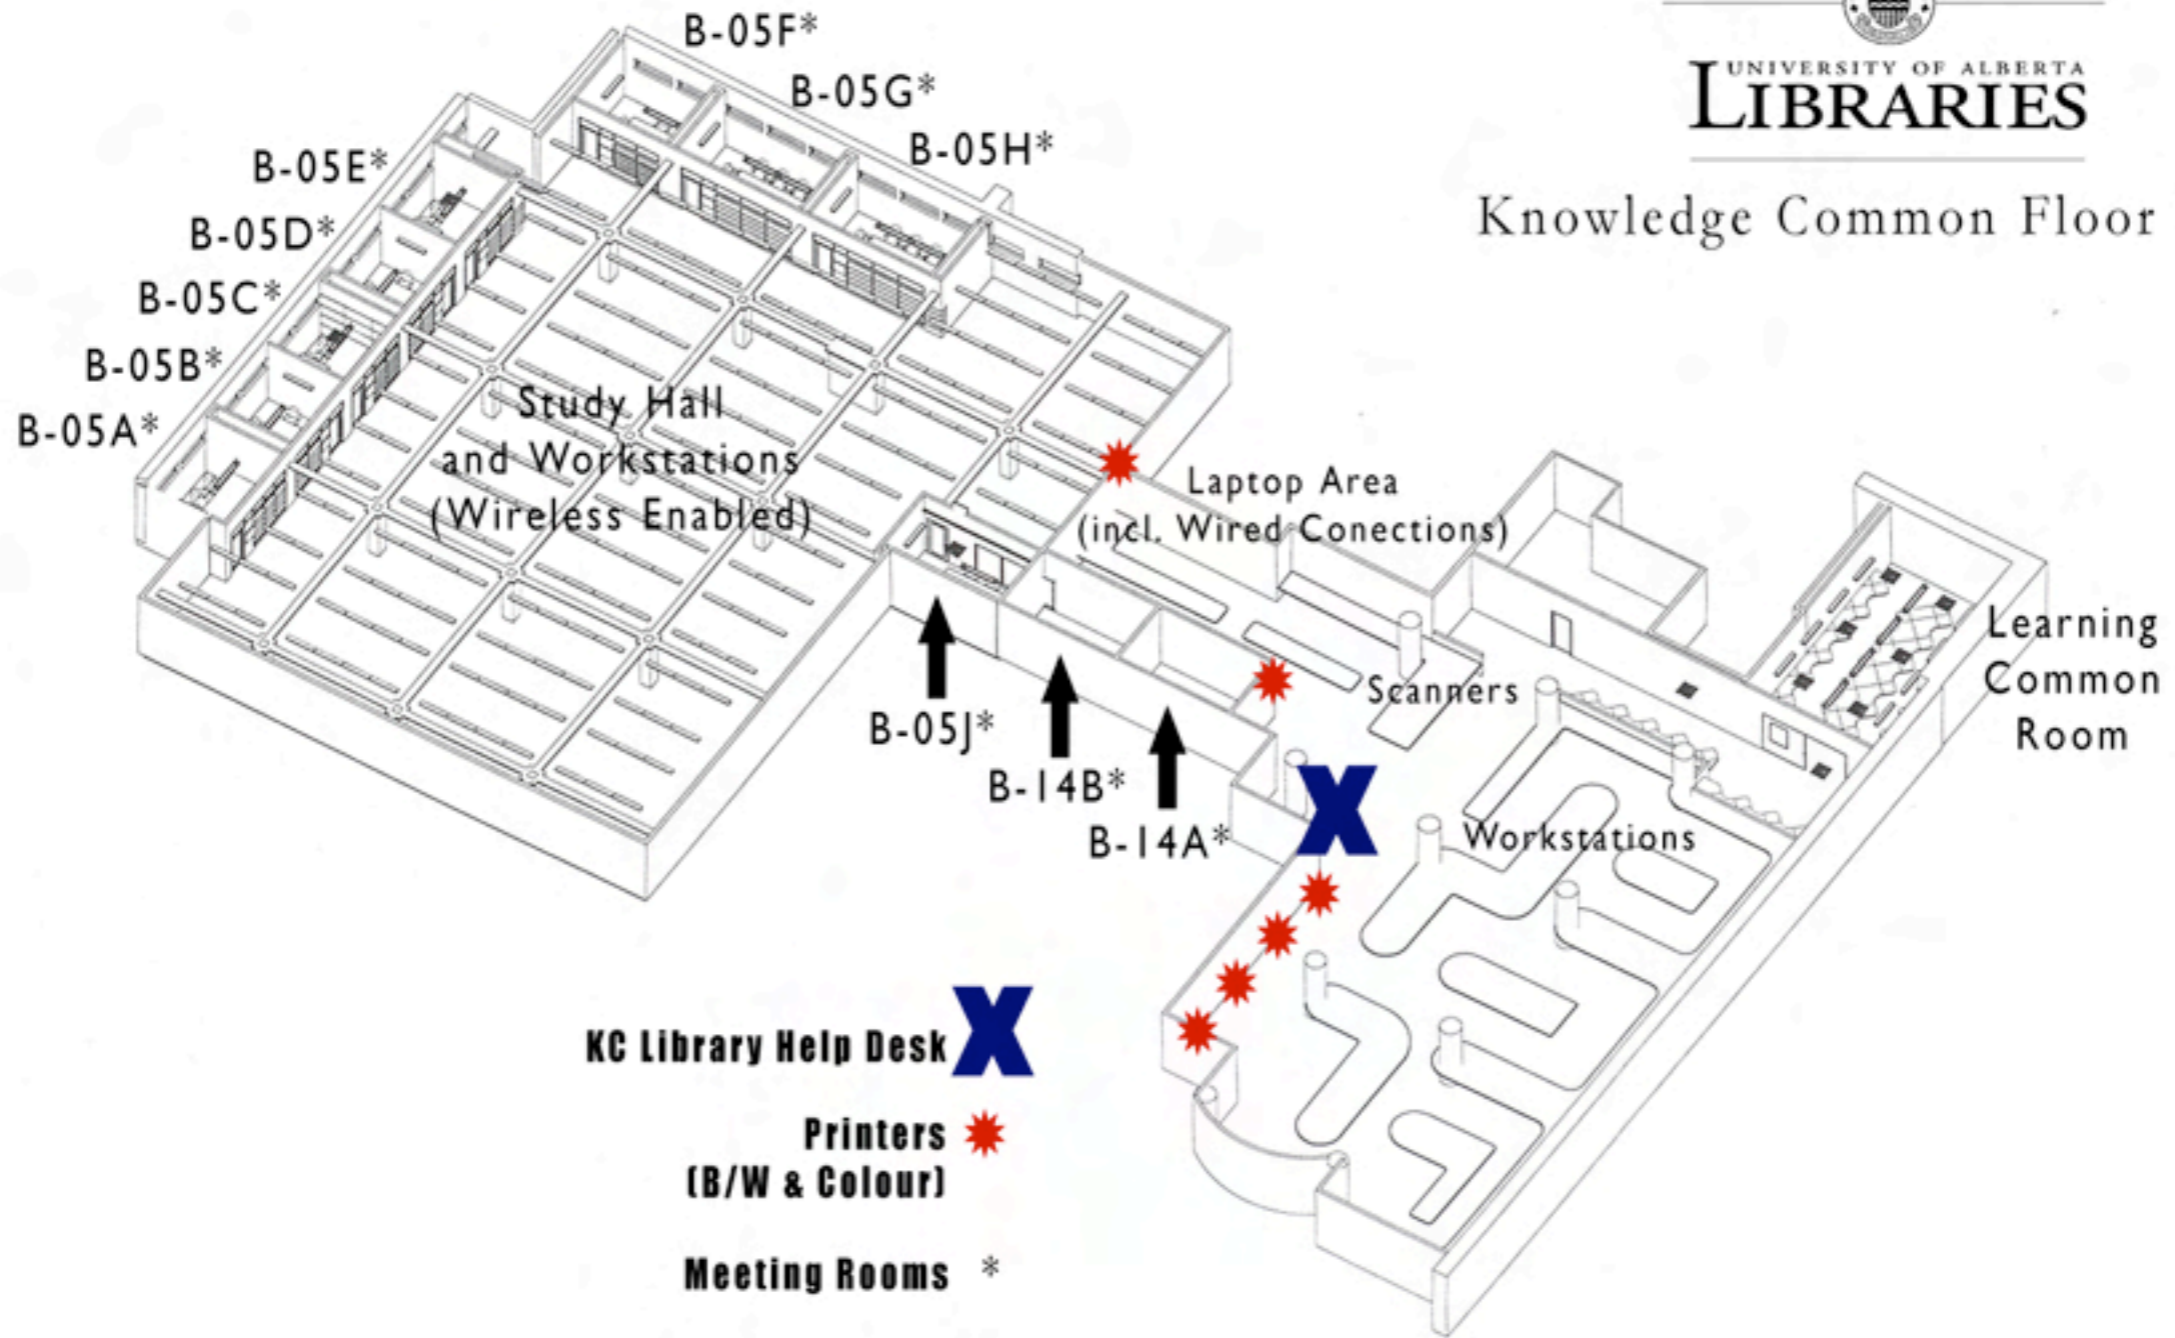 UNIVERSITY OF ALBERTA
LIBRARIES
Knowledge Common Floor
B-05F*
B-05G*
B-05H*
B-05E*
B-05D*
B-05C*
B-05B*
B-05A*
Study Hall
and Workstations
(Wireless Enabled)
Laptop Area
(incl. Wired Conections)
Learning
Common
Room
Scanners
B-05J*
B-14B*
B-14A*
Workstations
KC Library Help Desk X
Printers
(B/W & Colour)
Meeting Rooms *
X